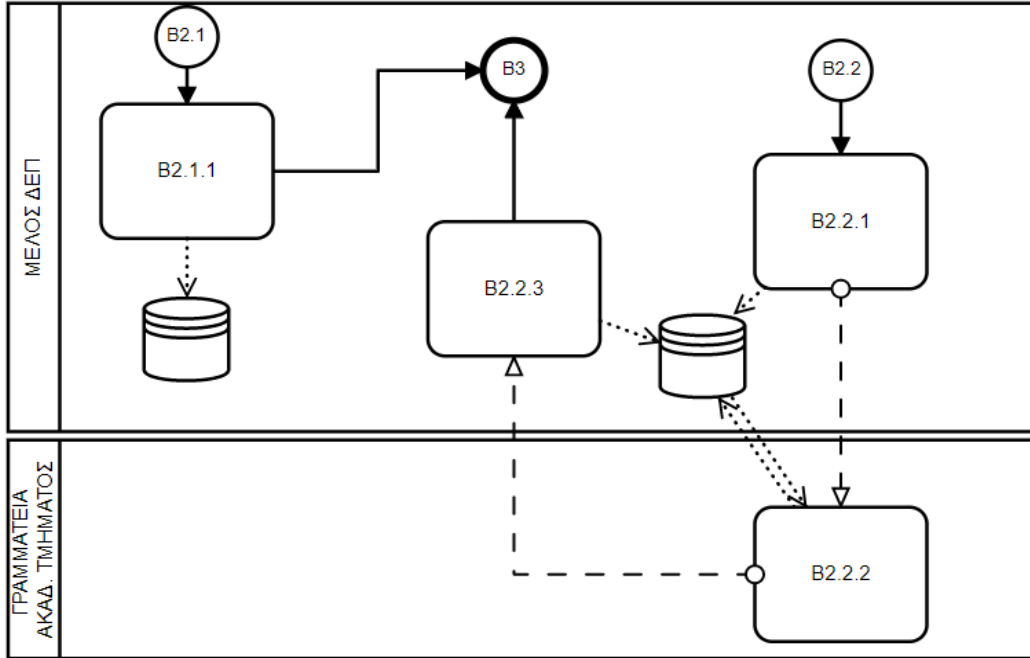 B2.1
B3
B2.2
B2.1.1
B2.2.1
B2.2.3
ΜΕΛΟΣ ΔΕΠ
B2.2.2
ΓΡΑΜΜΑΤΕΙΑ
ΑΚΑΔ. ΤΜΗΜΑΤΟΣ